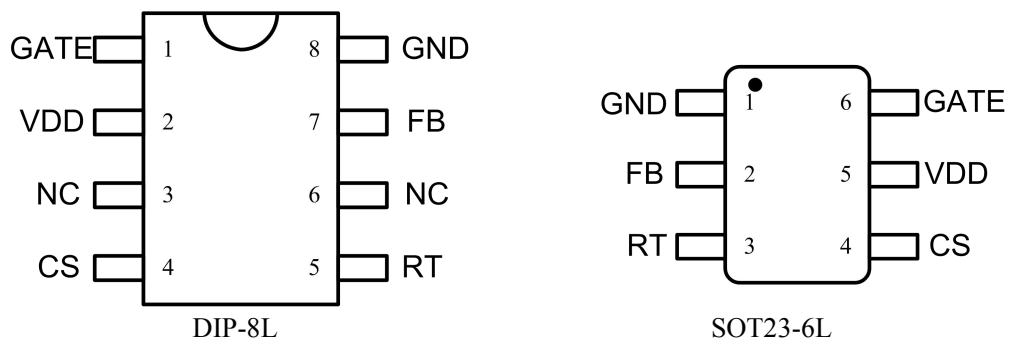 GATE 1 8 GND
VDD 2 7 FB
NC 3 6 NC
CS 4 5 RT
DIP-8L
GND 1 6 GATE
FB 2 5 VDD
RT 3 4 CS
SOT23-6L